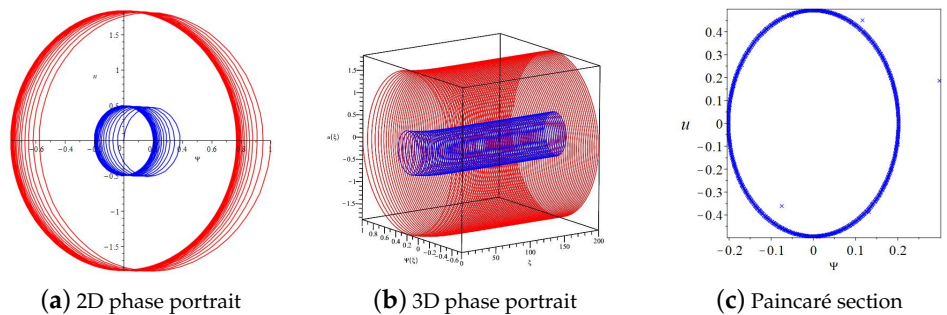 1.5
u
1
0.5
−0.6 −0.4 −0.2 0 0.2 0.4 0.6 0.8 1
Ψ
−0.5
−1
−1.5
1.5
1
0.5
u(ξ) 0
−0.5
−1
−1.5
0.8 0.6 0.4 0.2 0 −0.2 −0.4 −0.6
Ψ(ξ)
0 50 100 150 200
ξ
0.4
0.3
0.2
0.1
u 0
−0.1
−0.2
−0.3
−0.4
−0.2 −0.1 0 0.1 0.2
Ψ
(a) 2D phase portrait
(b) 3D phase portrait
(c) Paincaré section